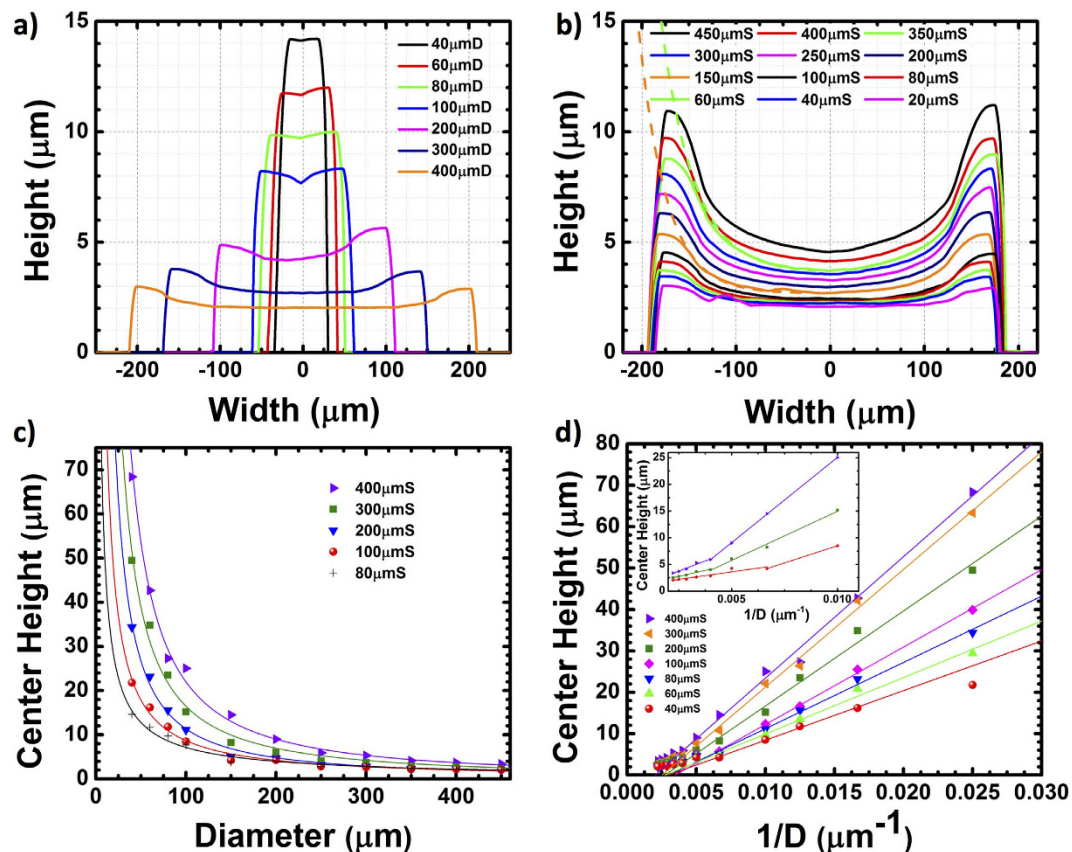 a)
15
10
5
0
Height (μm)
-200 -100 0 100 200
Width (μm)
40μmD
60μmD
80μmD
100μmD
200μmD
300μmD
400μmD
b)
15
10
5
0
Height (μm)
-200 -100 0 100 200
Width (μm)
450μmS 400μmS 350μmS
300μmS 250μmS 200μmS
150μmS 100μmS 80μmS
60μmS 40μmS 20μmS
c)
70
60
50
40
30
20
10
0
Center Height (μm)
0 100 200 300 400
Diameter (μm)
400μmS
300μmS
200μmS
100μmS
80μmS
d)
80
70
60
50
40
30
20
10
0
Center Height (μm)
0.000 0.005 0.010 0.015 0.020 0.025 0.030
1/D (μm⁻¹)
25
20
15
10
5
0
Center Height (μm)
0.005 0.010
1/D (μm⁻¹)
400μmS
300μmS
200μmS
100μmS
80μmS
60μmS
40μmS